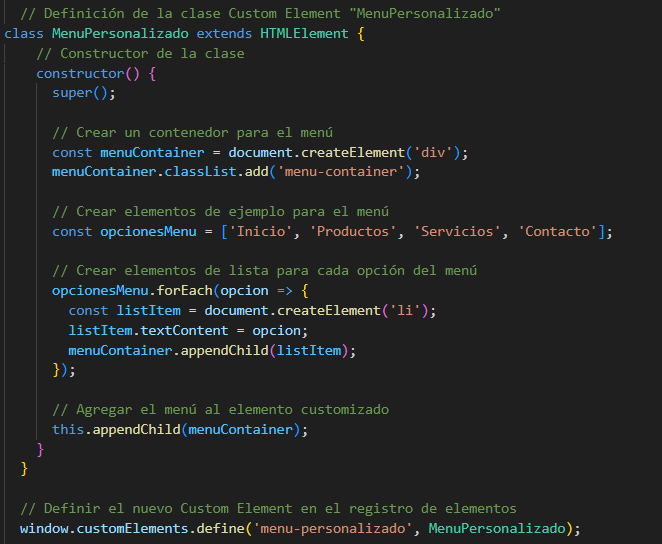 // Definición de la clase Custom Element "MenuPersonalizado"
class MenuPersonalizado extends HTMLElement {
// Constructor de la clase
constructor() {
super();
// Crear un contenedor para el menú
const menuContainer = document.createElement('div');
menuContainer.classList.add('menu-container');
// Crear elementos de ejemplo para el menú
const opcionesMenu = ['Inicio', 'Productos', 'Servicios', 'Contacto'];
// Crear elementos de lista para cada opción del menú
opcionesMenu.forEach(opcion => {
const listItem = document.createElement('li');
listItem.textContent = opcion;
menuContainer.appendChild(listItem);
});
// Agregar el menú al elemento customizado
this.appendChild(menuContainer);
}
}
// Definir el nuevo Custom Element en el registro de elementos
window.customElements.define('menu-personalizado', MenuPersonalizado);